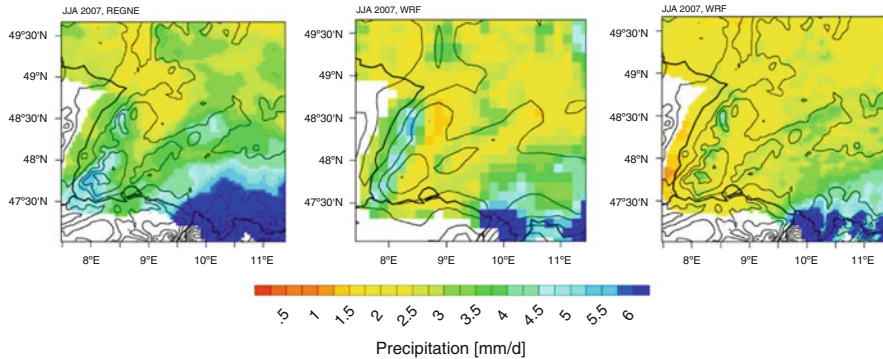 JJA 2007, REGNE
JJA 2007, WRF
JJA 2007, WRF
49°30'N
49°N
48°30'N
48°N
47°30'N
8°E
9°E
10°E
11°E
49°30'N
49°N
48°30'N
48°N
47°30'N
8°E
9°E
10°E
11°E
49°30'N
49°N
48°30'N
48°N
47°30'N
8°E
9°E
10°E
11°E
.5
1
1.5
2.5
3
3.5
4
4.5
5
5.5
6
Precipitation [mm/d]